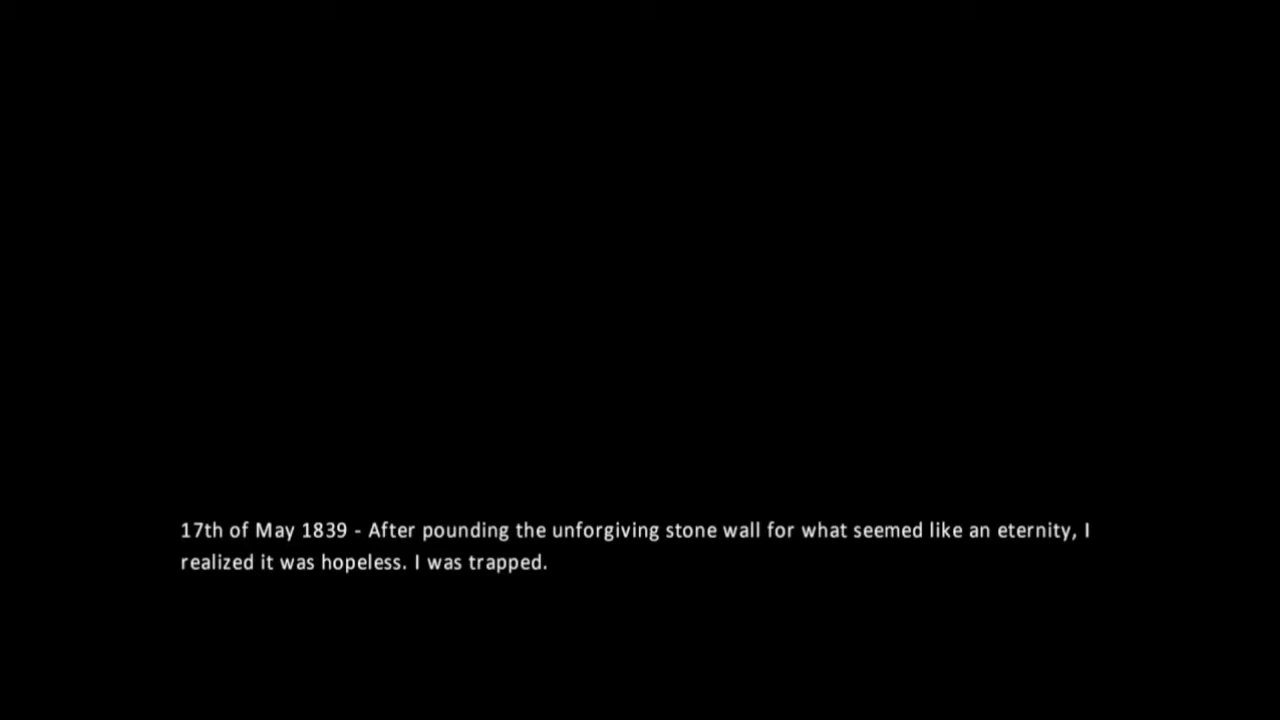 17th of May 1839 - After pounding the unforgiving stone wall for what seemed like an eternity, I
realized it was hopeless. I was trapped.